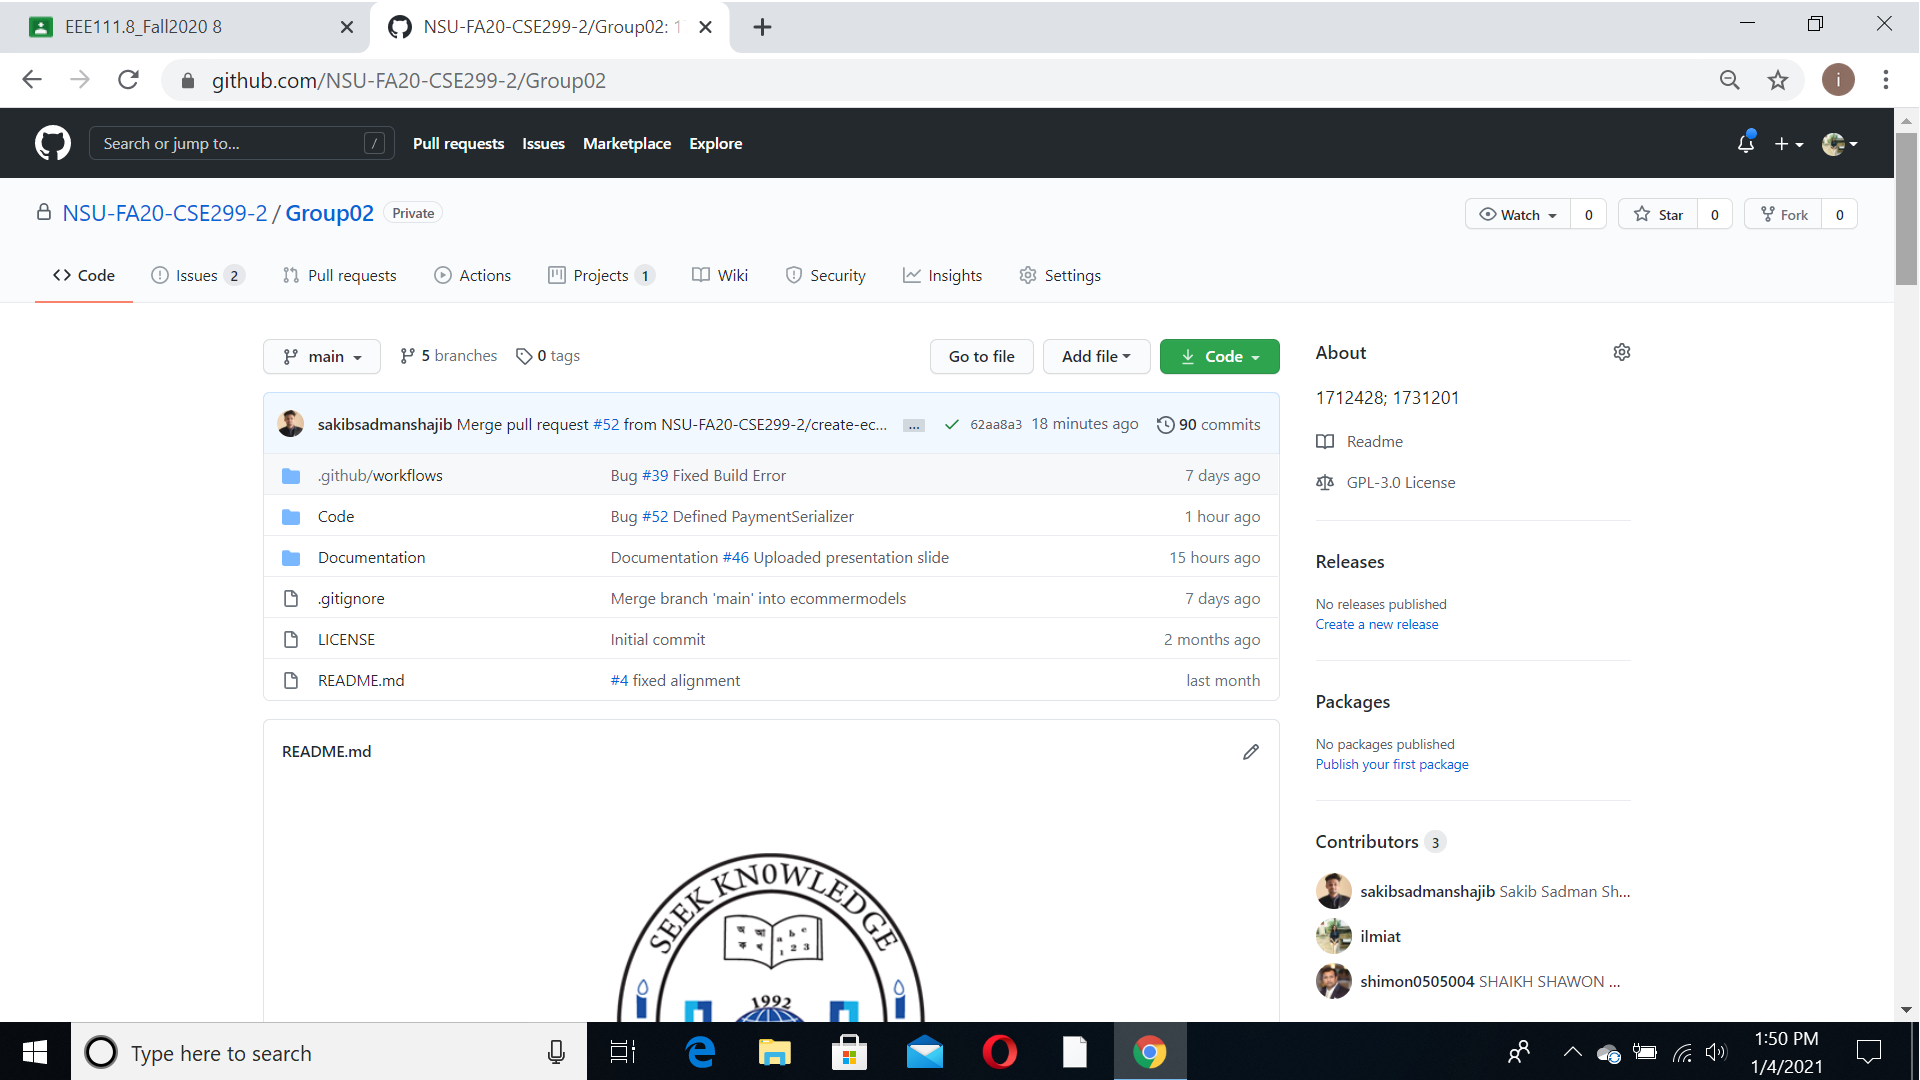 EEE111.8_Fall2020 8
NSU-FA20-CSE299-2/Group02: 1
github.com/NSU-FA20-CSE299-2/Group02
i
Search or jump to...
/
Pull requests Issues Marketplace Explore
NSU-FA20-CSE299-2 / Group02 Private
Watch 0 Star 0 Fork 0
Code Issues 2 Pull requests Actions Projects 1 Wiki Security Insights Settings
main 5 branches 0 tags Go to file Add file Code
sakibsadmanshajib Merge pull request #52 from NSU-FA20-CSE299-2/create-ec... ... 62aa8a3 18 minutes ago 90 commits
.github/workflows Bug #39 Fixed Build Error 7 days ago
Code Bug #52 Defined PaymentSerializer 1 hour ago
Documentation Documentation #46 Uploaded presentation slide 15 hours ago
.gitignore Merge branch 'main' into ecommermodels 7 days ago
LICENSE Initial commit 2 months ago
README.md #4 fixed alignment last month
README.md
SEEK KN0WLEDGE
অ আ a b c
ক খ 1 2 3
1992
About
1712428; 1731201
Readme
GPL-3.0 License
Releases
No releases published
Create a new release
Packages
No packages published
Publish your first package
Contributors 3
sakibsadmanshajib Sakib Sadman Sh...
ilmiat
shimon0505004 SHAIKH SHAWON ...
Type here to search
1:50 PM
1/4/2021